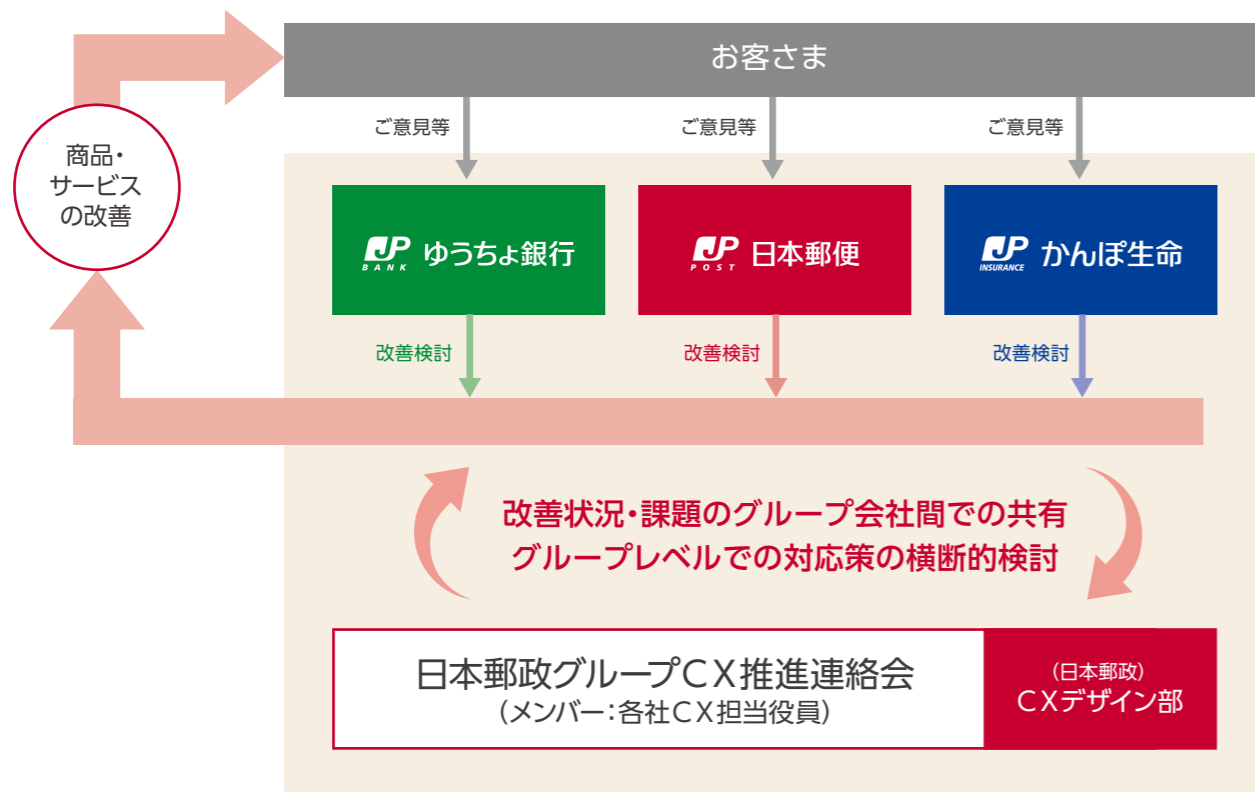 お客さま
ご意見等
ご意見等
ご意見等
商品・
サービス
の改善
JP BANK ゆうちょ銀行
JP POST 日本郵便
JP INSURANCE かんぽ生命
改善検討
改善検討
改善検討
改善状況・課題のグループ会社間での共有
グループレベルでの対応策の横断的検討
日本郵政グループCX推進連絡会
(メンバー：各社CX担当役員)
(日本郵政)
CXデザイン部